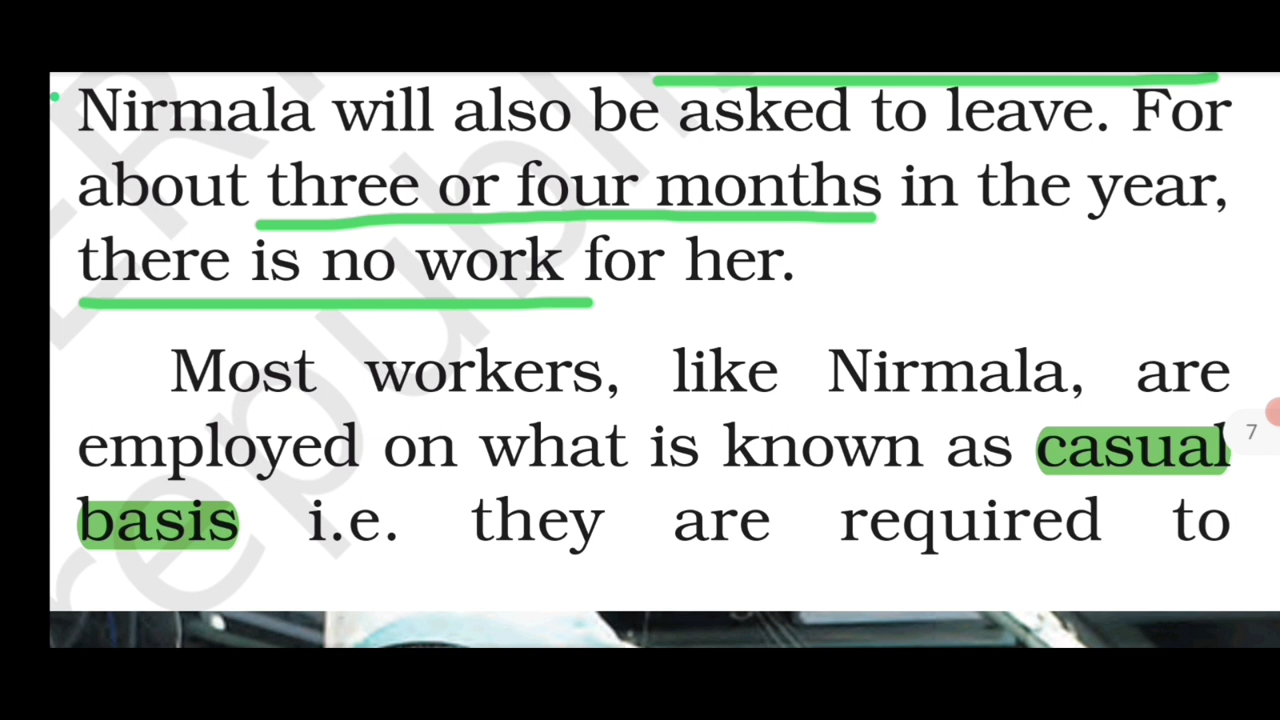 Nirmala will also be asked to leave. For
about three or four months in the year,
there is no work for her.
Most workers, like Nirmala, are
employed on what is known as casual
basis i.e. they are required to
7